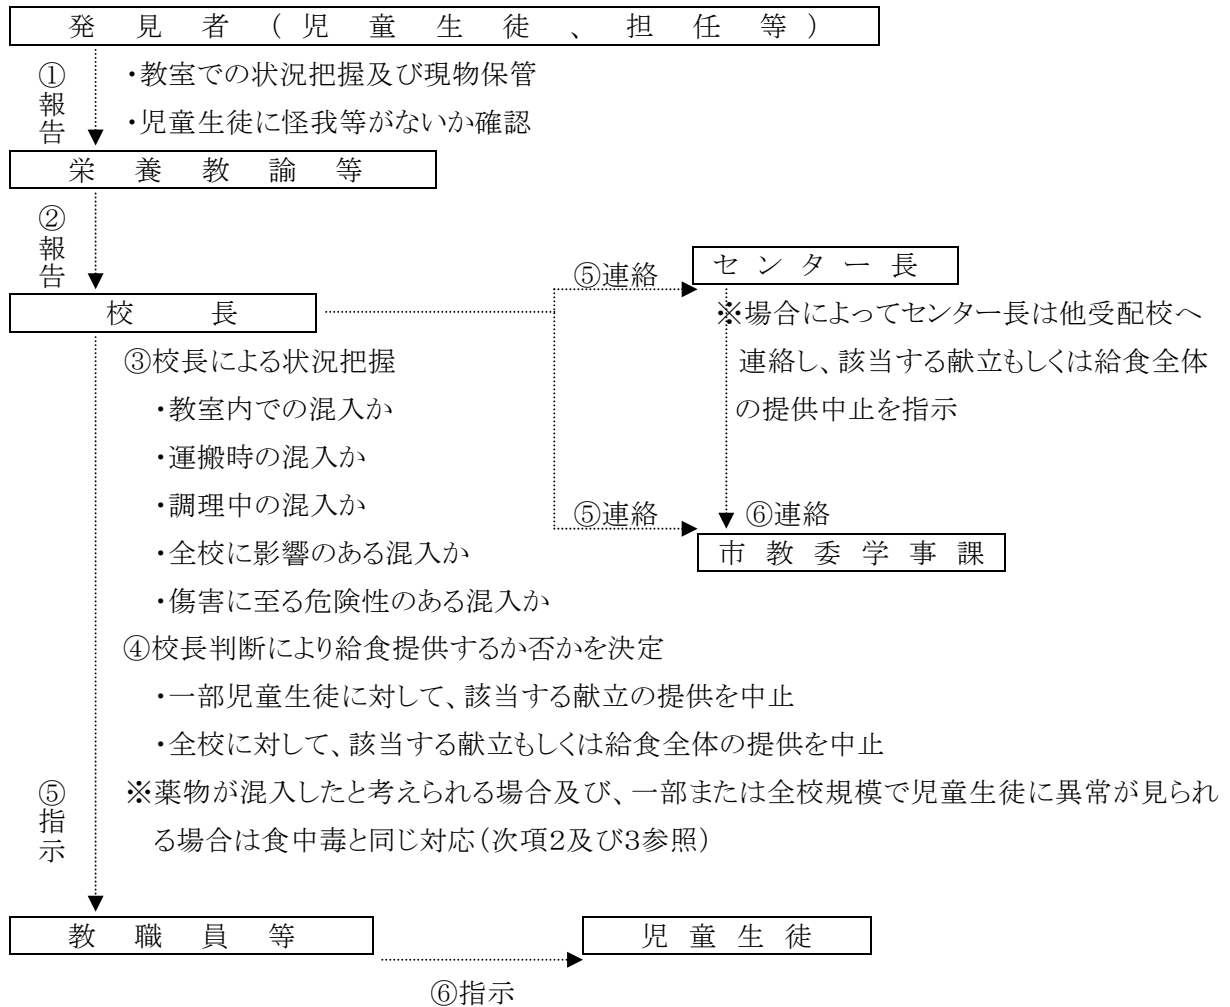 発見者(児童生徒、担任等)
①報告
・教室での状況把握及び現物保管
・児童生徒に怪我等がないか確認
栄養教諭等
②報告
校長
⑤連絡
センター長
※場合によってセンター長は他受配校へ
連絡し、該当する献立もしくは給食全体
の提供中止を指示
③校長による状況把握
・教室内での混入か
・運搬時の混入か
・調理中の混入か
・全校に影響のある混入か
・傷害に至る危険性のある混入か
⑤連絡
⑥連絡
市教委学事課
④校長判断により給食提供するか否かを決定
・一部児童生徒に対して、該当する献立の提供を中止
・全校に対して、該当する献立もしくは給食全体の提供を中止
⑤指示
※薬物が混入したと考えられる場合及び、一部または全校規模で児童生徒に異常が見られ
る場合は食中毒と同じ対応(次項2及び3参照)
教職員等
⑥指示
児童生徒